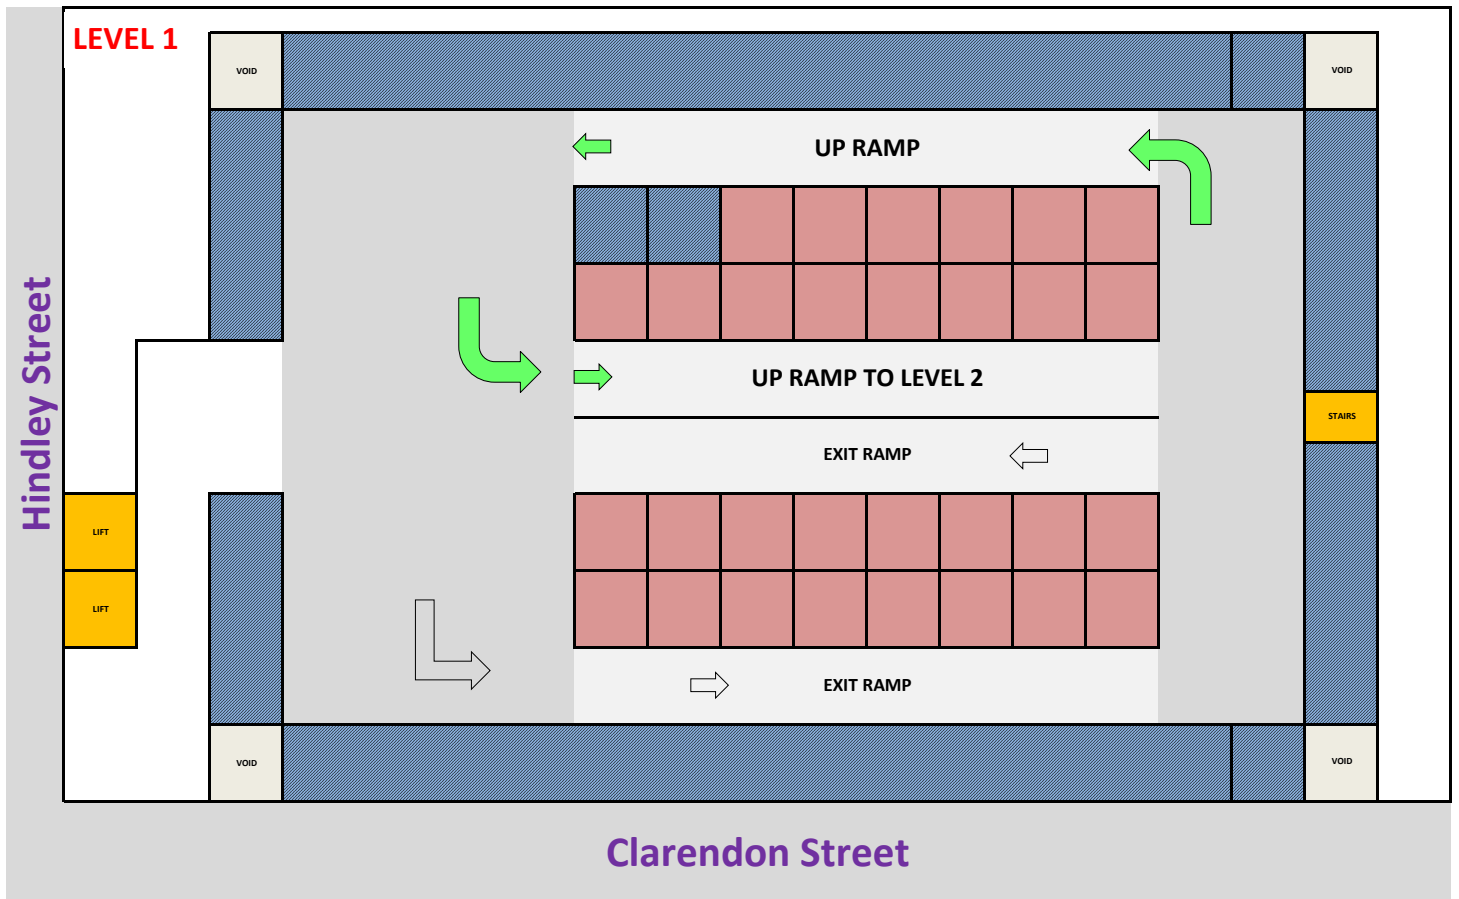 LEVEL 1
VOID
VOID
UP RAMP
UP RAMP TO LEVEL 2
STAIRS
EXIT RAMP
Hindley Street
LIFT
LIFT
EXIT RAMP
VOID
VOID
Clarendon Street